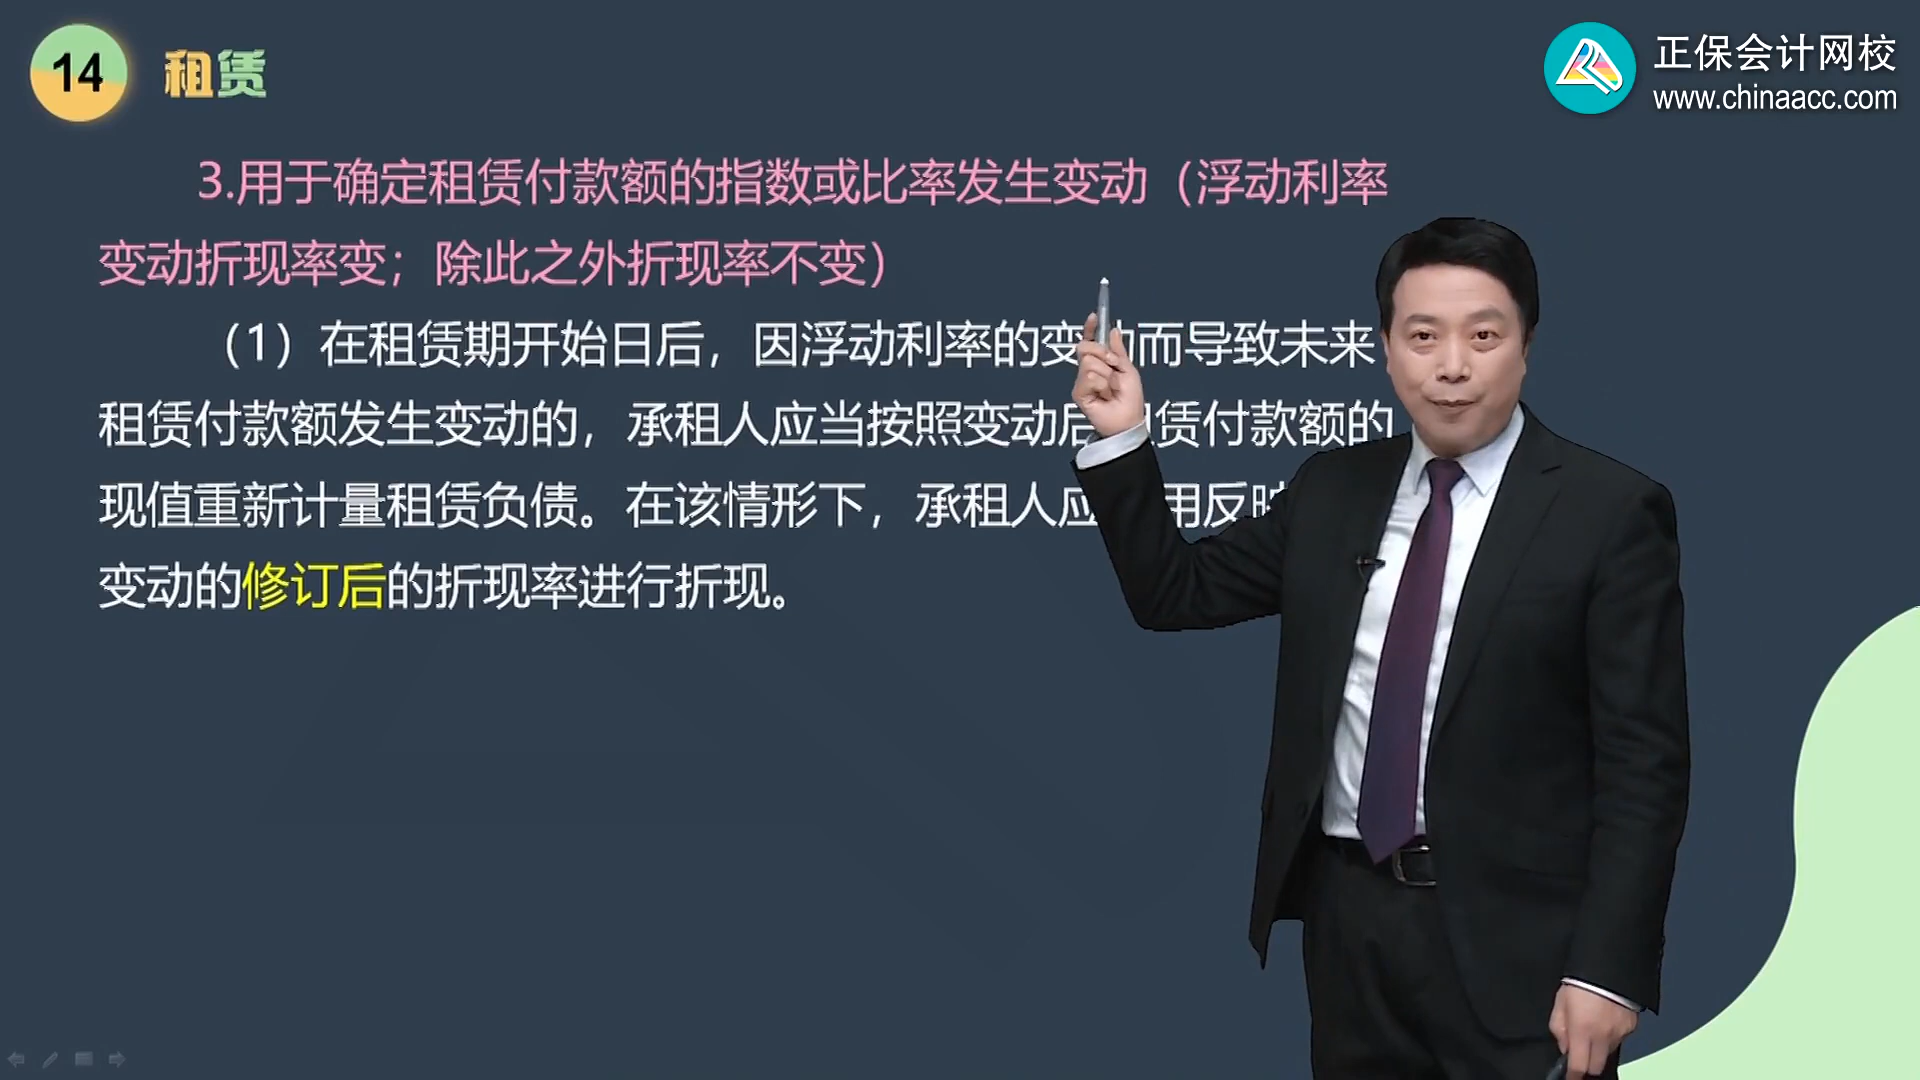 14 租赁
正保会计网校
www.chinaacc.com
3.用于确定租赁付款额的指数或比率发生变动（浮动利率
变动折现率变；除此之外折现率不变）
（1）在租赁期开始日后，因浮动利率的变动而导致未来
租赁付款额发生变动的，承租人应当按照变动后 赁付款额的
现值重新计量租赁负债。在该情形下，承租人应 用反映
变动的修订后的折现率进行折现。